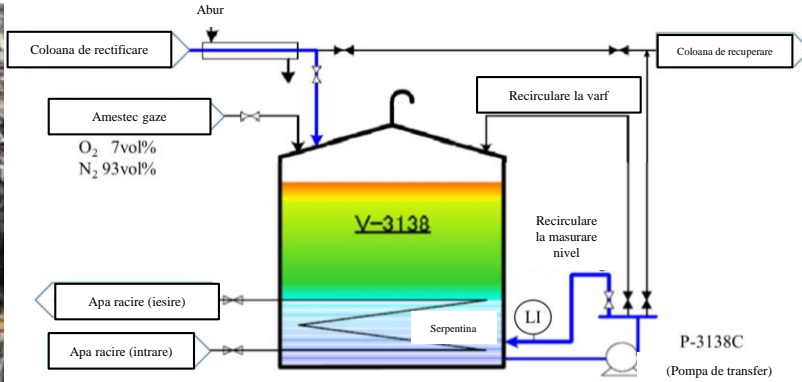 Abur
Coloana de rectificare
Coloana de recuperare
Recirculare la varf
Amestec gaze
O₂ 7vol%
N₂ 93vol%
V-3138
Recirculare
la masurare
nivel
Apa racire (iesire)
Serpentina
LI
Apa racire (intrare)
P-3138C
(Pompa de transfer)